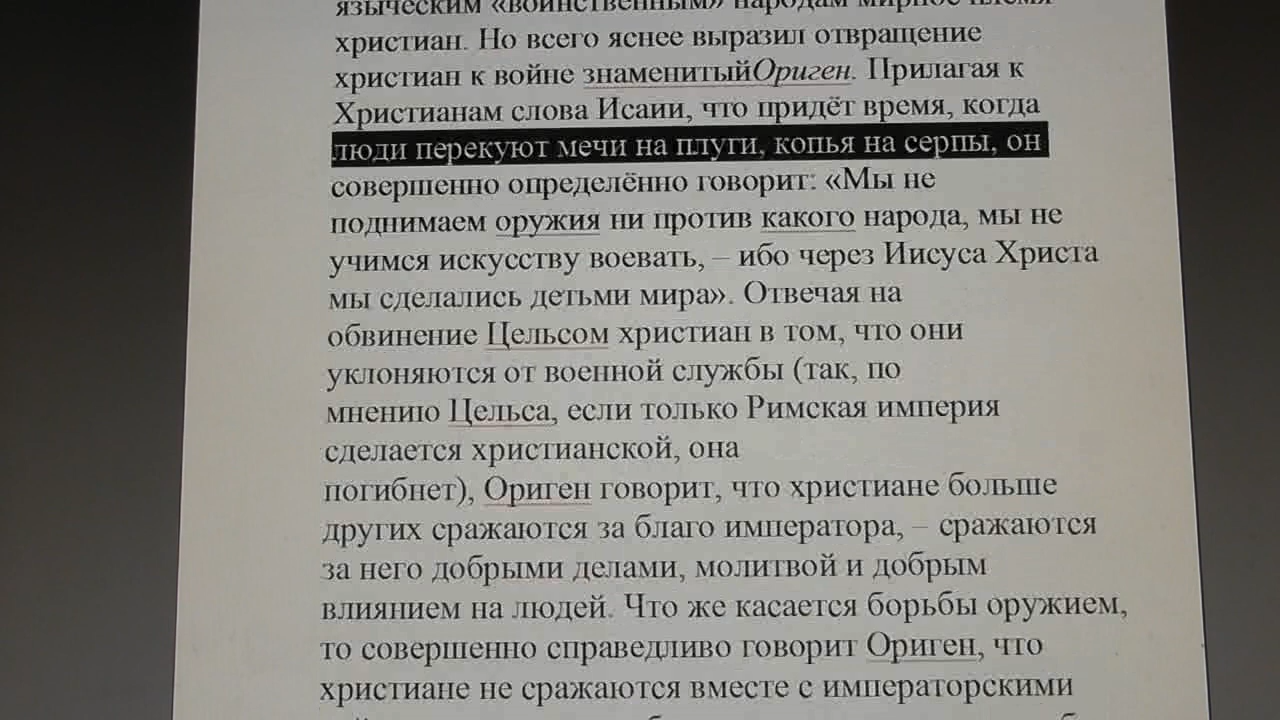 языческим «воинственным» народам мирное племя
христиан. Но всего яснее выразил отвращение
христиан к войне знаменитыйОриген. Прилагая к
Христианам слова Исаии, что придёт время, когда
люди перекуют мечи на плуги, копья на серпы, он
совершенно определённо говорит: «Мы не
поднимаем оружия ни против какого народа, мы не
учимся искусству воевать, – ибо через Иисуса Христа
мы сделались детьми мира». Отвечая на
обвинение Цельсом христиан в том, что они
уклоняются от военной службы (так, по
мнению Цельса, если только Римская империя
сделается христианской, она
погибнет), Ориген говорит, что христиане больше
других сражаются за благо императора, – сражаются
за него добрыми делами, молитвой и добрым
влиянием на людей. Что же касается борьбы оружием,
то совершенно справедливо говорит Ориген, что
христиане не сражаются вместе с императорскими